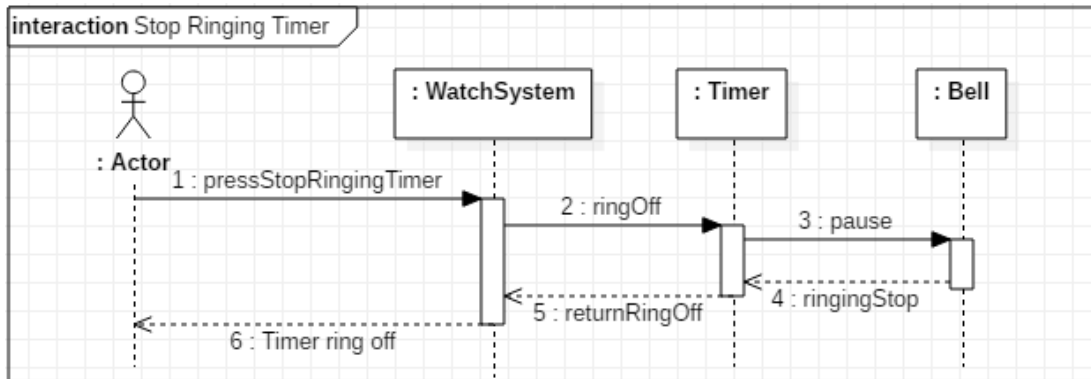 interaction Stop Ringing Timer
: WatchSystem
: Timer
: Bell
: Actor
1 : pressStopRingingTimer
2 : ringOff
3 : pause
4 : ringingStop
5 : returnRingOff
6 : Timer ring off